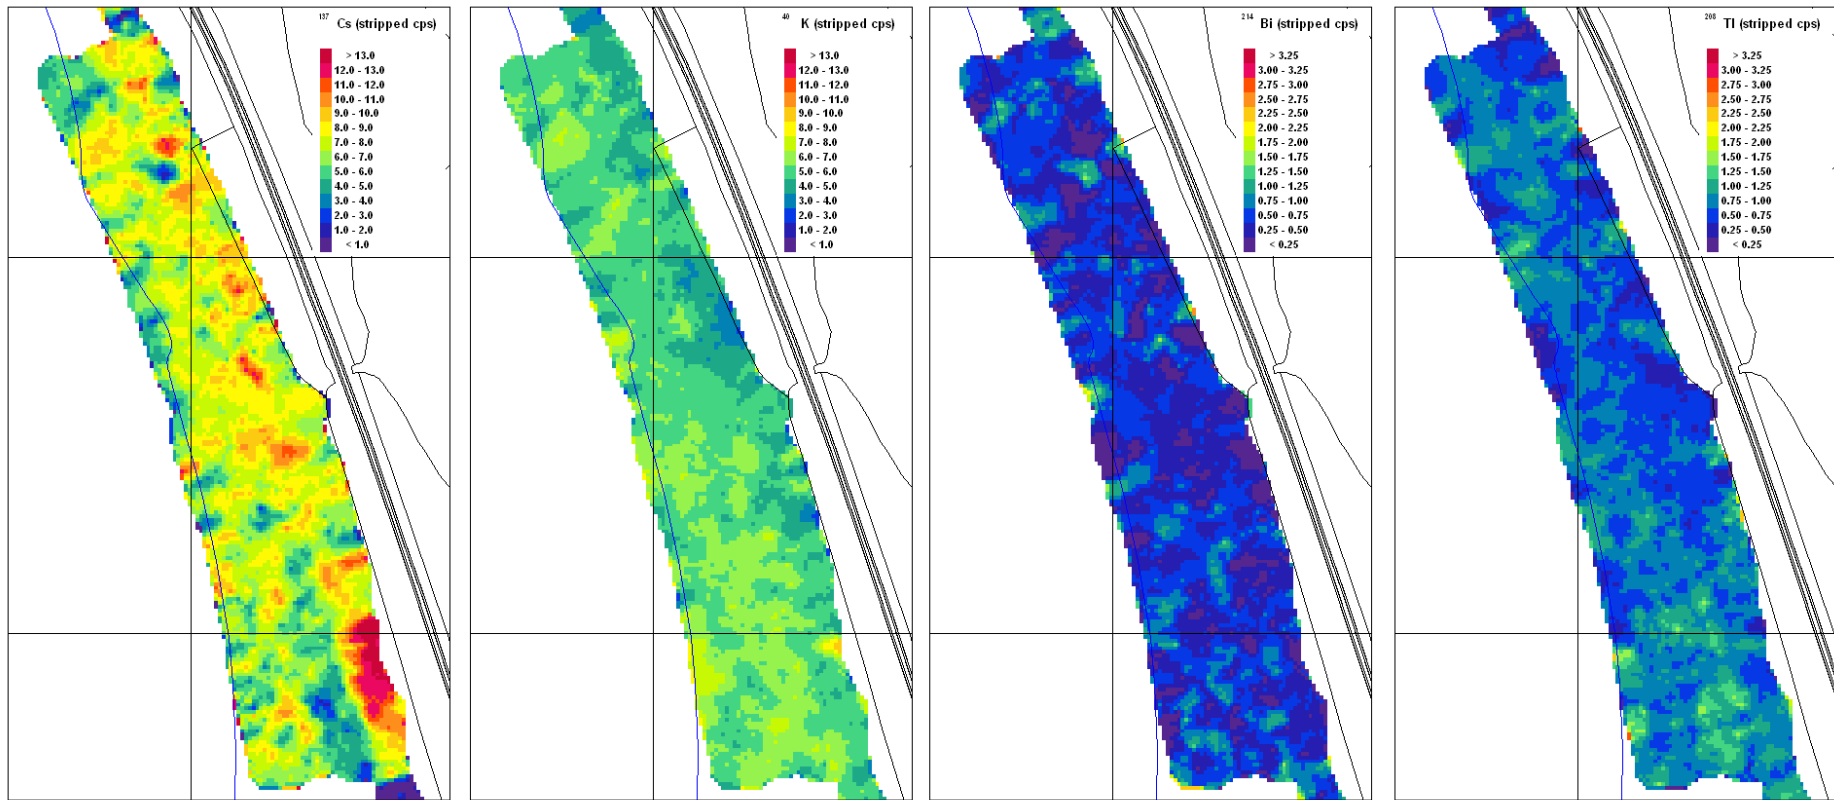 137
Cs (stripped cps)
> 13.0
12.0 - 13.0
11.0 - 12.0
10.0 - 11.0
9.0 - 10.0
8.0 - 9.0
7.0 - 8.0
6.0 - 7.0
5.0 - 6.0
4.0 - 5.0
3.0 - 4.0
2.0 - 3.0
1.0 - 2.0
< 1.0
40
K (stripped cps)
> 13.0
12.0 - 13.0
11.0 - 12.0
10.0 - 11.0
9.0 - 10.0
8.0 - 9.0
7.0 - 8.0
6.0 - 7.0
5.0 - 6.0
4.0 - 5.0
3.0 - 4.0
2.0 - 3.0
1.0 - 2.0
< 1.0
214
Bi (stripped cps)
> 3.25
3.00 - 3.25
2.75 - 3.00
2.50 - 2.75
2.25 - 2.50
2.00 - 2.25
1.75 - 2.00
1.50 - 1.75
1.25 - 1.50
1.00 - 1.25
0.75 - 1.00
0.50 - 0.75
0.25 - 0.50
< 0.25
208
Tl (stripped cps)
> 3.25
3.00 - 3.25
2.75 - 3.00
2.50 - 2.75
2.25 - 2.50
2.00 - 2.25
1.75 - 2.00
1.50 - 1.75
1.25 - 1.50
1.00 - 1.25
0.75 - 1.00
0.50 - 0.75
0.25 - 0.50
< 0.25